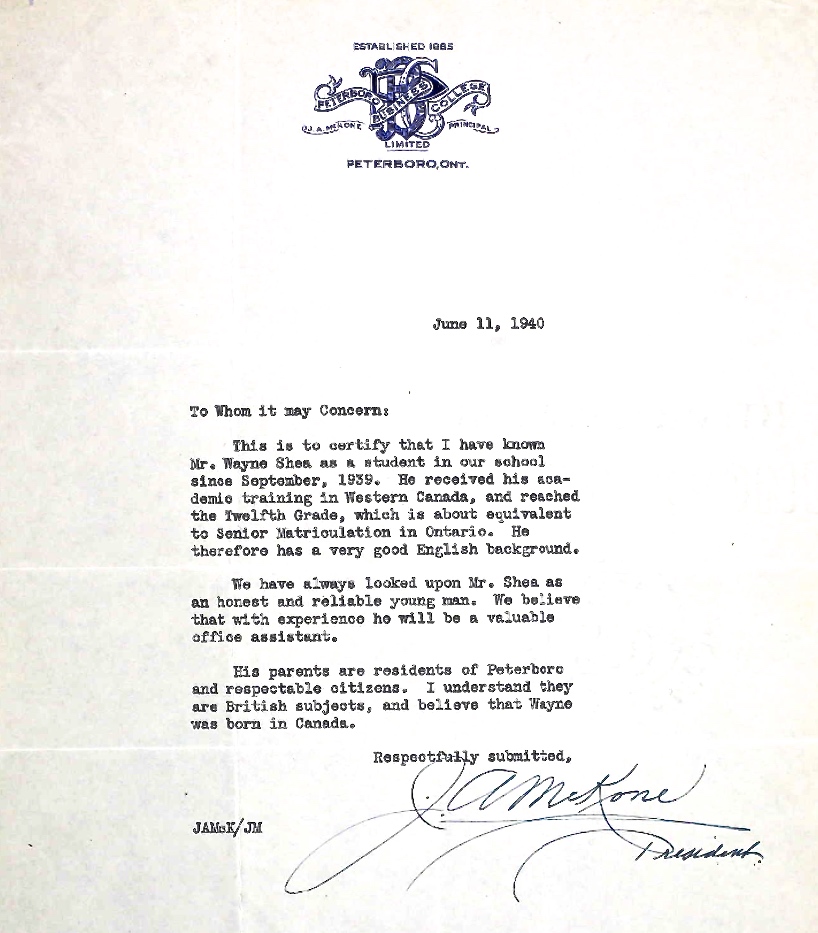 ESTABLISHED 1885
PETERBORO BUSINESS COLLEGE
J. A. McKONE PRINCIPAL
LIMITED
PETERBORO, ONT.
June 11, 1940
To Whom it may Concern:
This is to certify that I have known
Mr. Wayne Shea as a student in our school
since September, 1939. He received his aca-
demic training in Western Canada, and reached
the Twelfth Grade, which is about equivalent
to Senior Matriculation in Ontario. He
therefore has a very good English background.
We have always looked upon Mr. Shea as
an honest and reliable young man. We believe
that with experience he will be a valuable
office assistant.
His parents are residents of Peterboro
and respectable citizens. I understand they
are British subjects, and believe that Wayne
was born in Canada.
Respectfully submitted,
J. A. McKone
President.
JAMcK/JM